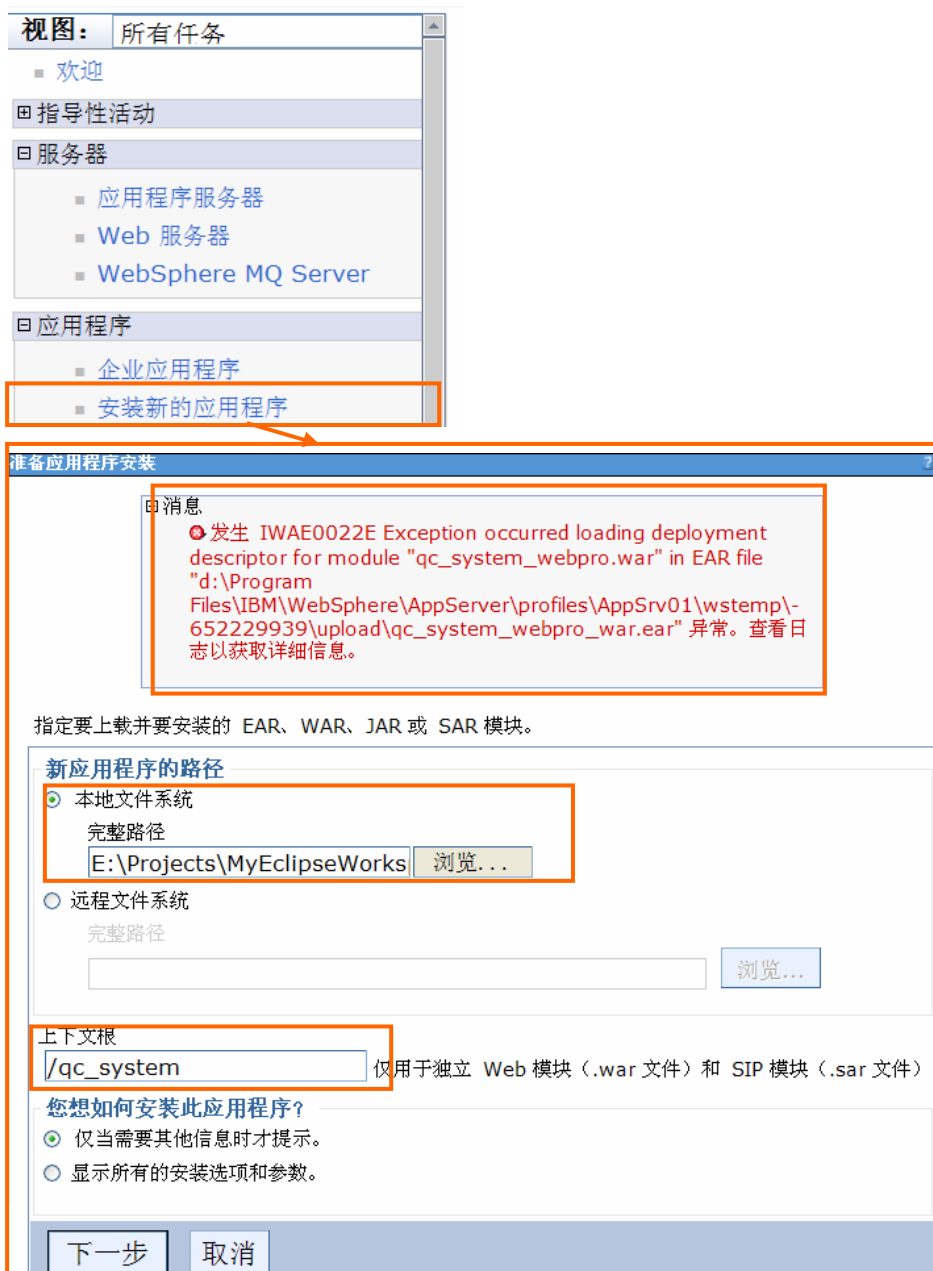 视图： 所有任务
欢迎
指导性活动
服务器
应用程序服务器
Web 服务器
WebSphere MQ Server
应用程序
企业应用程序
安装新的应用程序
准备应用程序安装 ?
消息
发生 IWAE0022E Exception occurred loading deployment
descriptor for module "qc_system_webpro.war" in EAR file
"d:\Program
Files\IBM\WebSphere\AppServer\profiles\AppSrv01\wstemp\-
652229939\upload\qc_system_webpro_war.ear" 异常。查看日
志以获取详细信息。
指定要上载并要安装的 EAR、WAR、JAR 或 SAR 模块。
新应用程序的路径
本地文件系统
完整路径
E:\Projects\MyEclipseWorks 浏览...
远程文件系统
完整路径
浏览...
上下文根
/qc_system 仅用于独立 Web 模块（.war 文件）和 SIP 模块（.sar 文件）
您想如何安装此应用程序？
仅当需要其他信息时才提示。
显示所有的安装选项和参数。
下一步 取消